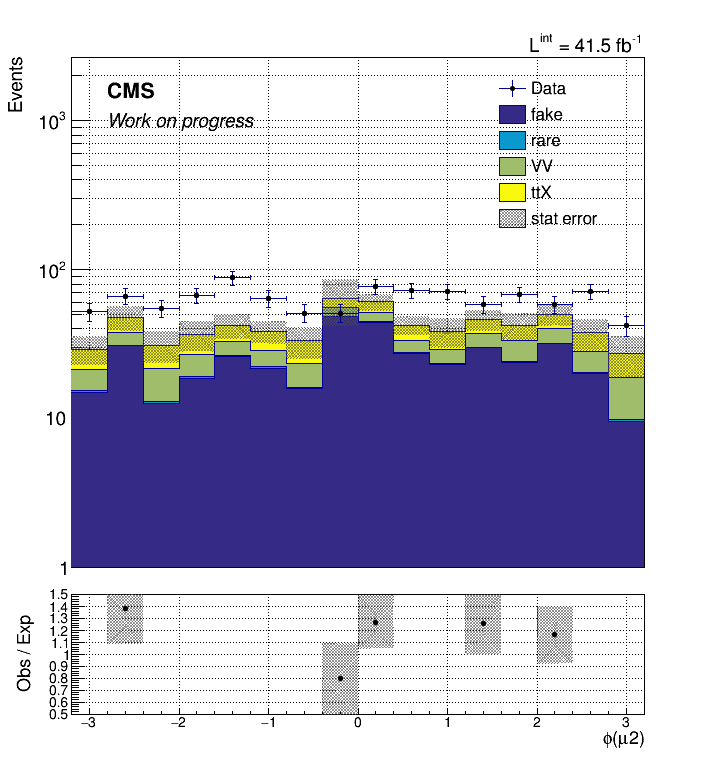 L^int = 41.5 fb^-1
Events
CMS
Work on progress
Data
fake
rare
VV
ttX
stat error
10^3
10^2
10
1
Obs / Exp
1.5
1.4
1.3
1.2
1.1
1
0.9
0.8
0.7
0.6
0.5
−3 −2 −1 0 1 2 3
ϕ(μ2)